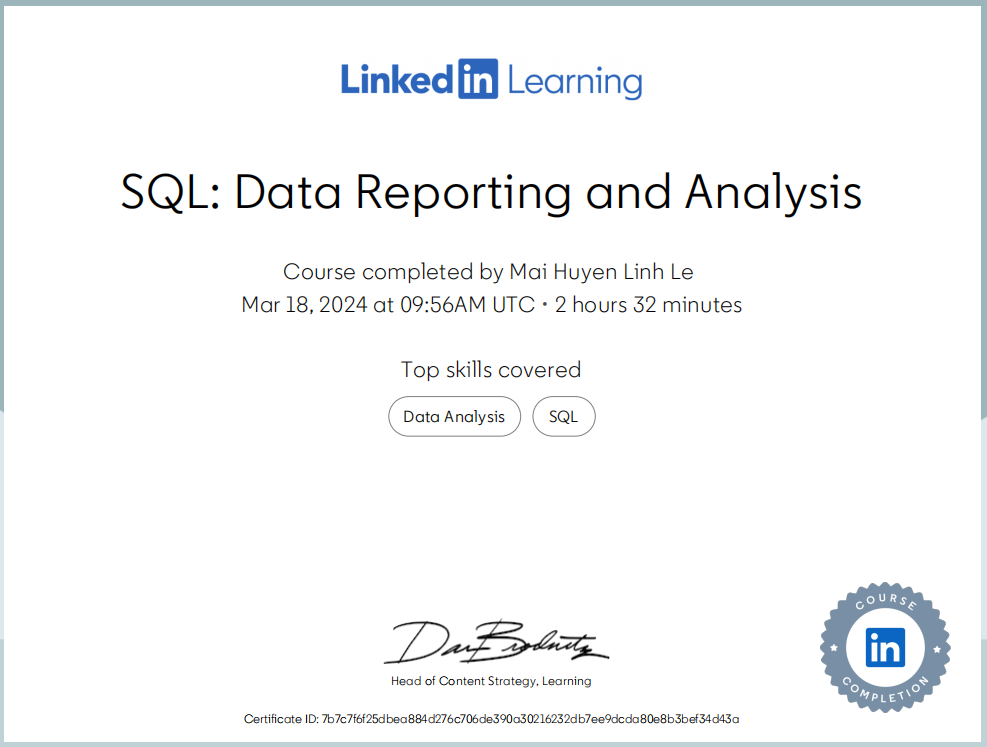 Linked in Learning
SQL: Data Reporting and Analysis
Course completed by Mai Huyen Linh Le
Mar 18, 2024 at 09:56AM UTC • 2 hours 32 minutes
Top skills covered
Data Analysis
SQL
Dan Brodnitz
Head of Content Strategy, Learning
COURSE
in
COMPLETION
Certificate ID: 7b7c7f6f25dbea884d276c706de390a30216232db7ee9dcda80e8b3bef34d43a